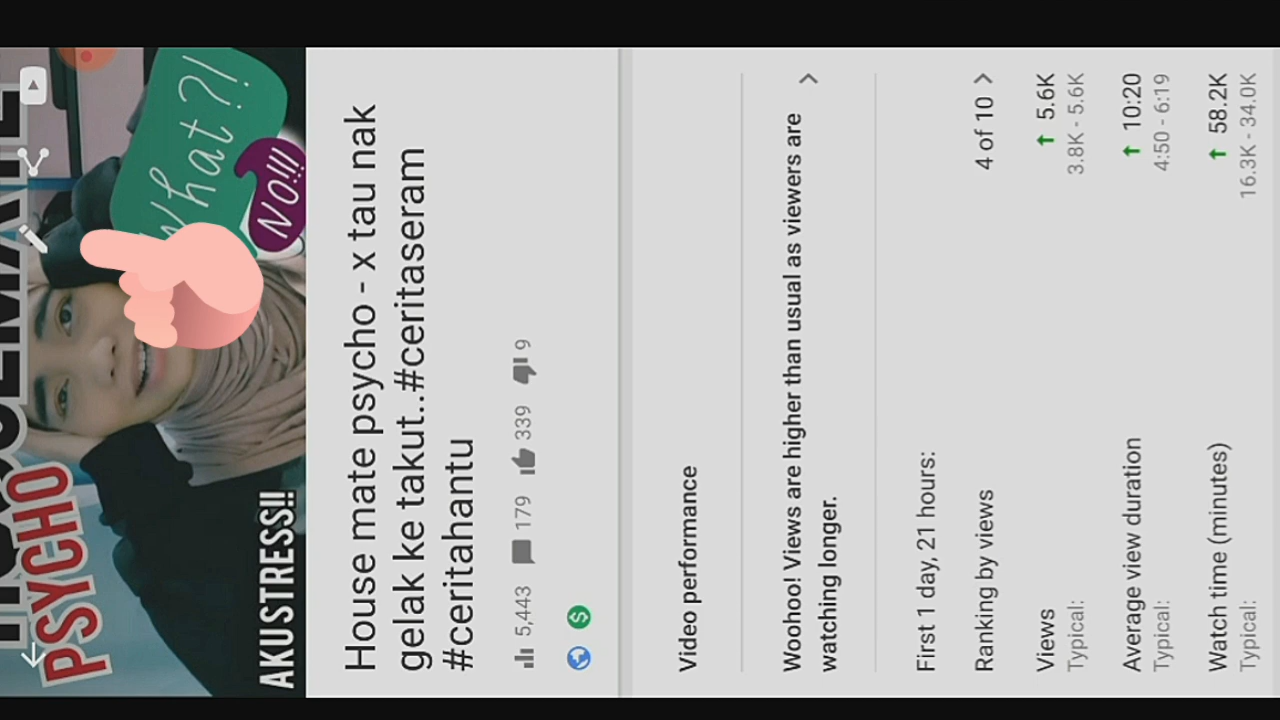 HOUSEMATE
PSYCHO
What?!
NO!!!
AKU STRESS!!
House mate psycho - x tau nak
gelak ke takut..#ceritaseram
#ceritahantu
5,443 179 339 9
Video performance
Woohoo! Views are higher than usual as viewers are
watching longer.
First 1 day, 21 hours:
Ranking by views 4 of 10
Views 5.6K
Typical: 3.8K - 5.6K
Average view duration 10:20
Typical: 4:50 - 6:19
Watch time (minutes) 58.2K
Typical: 16.3K - 34.0K